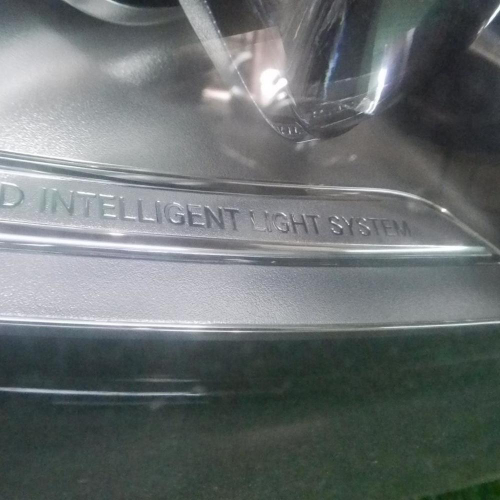 D INTELLIGENT LIGHT SYSTEM